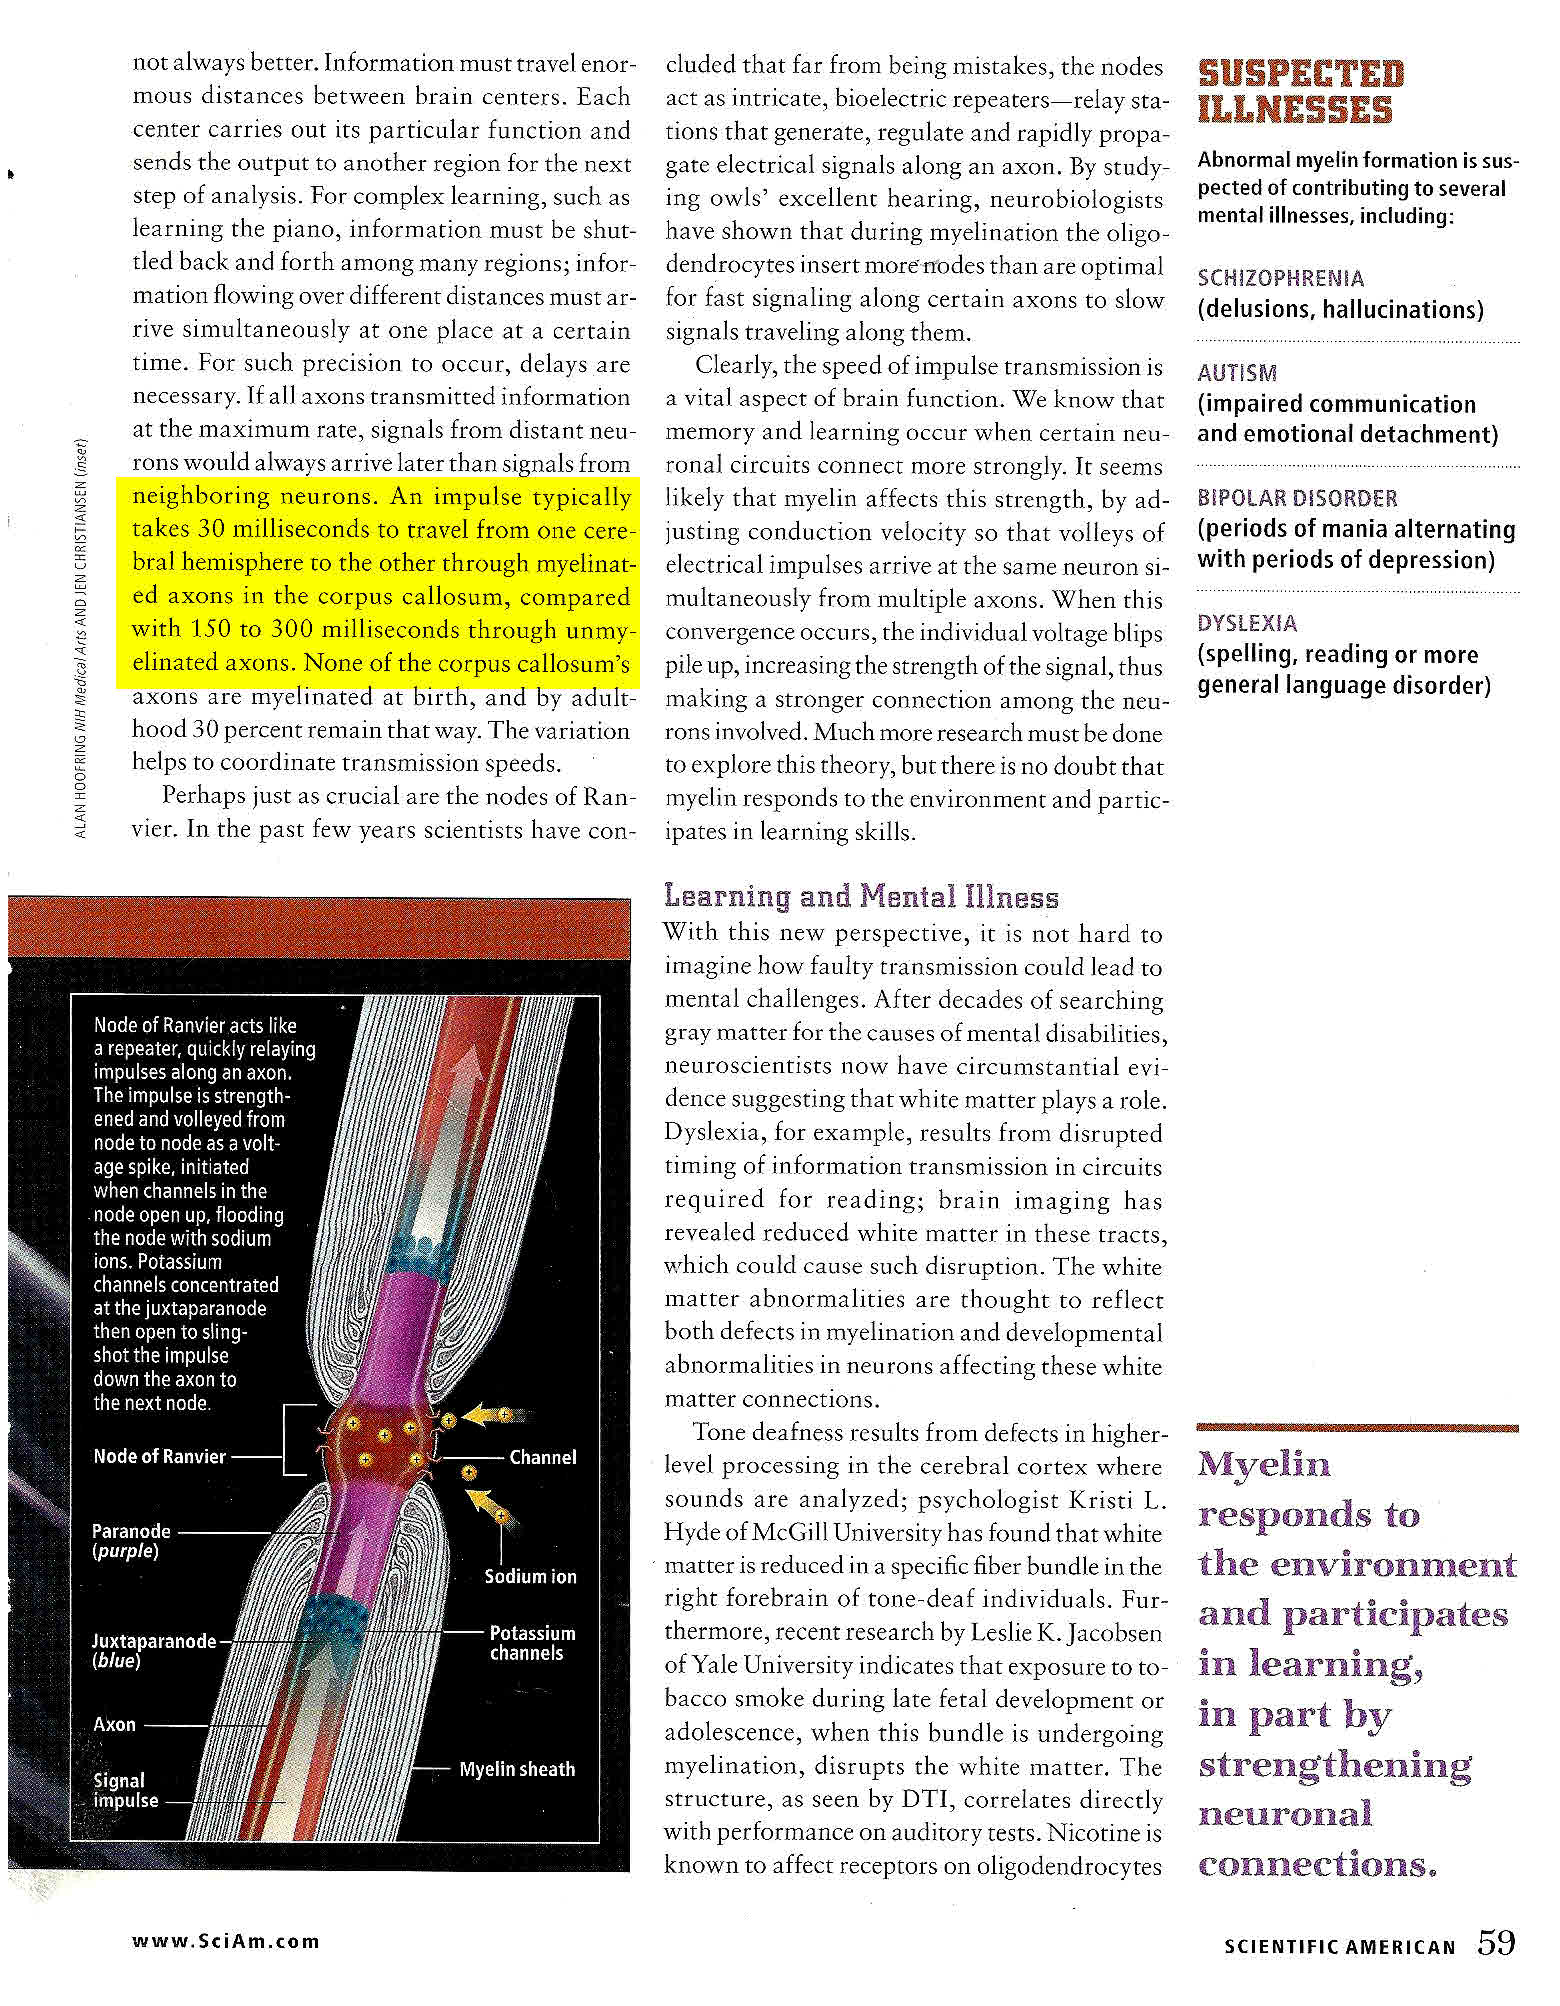 not always better. Information must travel enor-
mous distances between brain centers. Each
center carries out its particular function and
sends the output to another region for the next
step of analysis. For complex learning, such as
learning the piano, information must be shut-
tled back and forth among many regions; infor-
mation flowing over different distances must ar-
rive simultaneously at one place at a certain
time. For such precision to occur, delays are
necessary. If all axons transmitted information
at the maximum rate, signals from distant neu-
rons would always arrive later than signals from
neighboring neurons. An impulse typically
takes 30 milliseconds to travel from one cere-
bral hemisphere to the other through myelinat-
ed axons in the corpus callosum, compared
with 150 to 300 milliseconds through unmy-
elinated axons. None of the corpus callosum's
axons are myelinated at birth, and by adult-
hood 30 percent remain that way. The variation
helps to coordinate transmission speeds.
Perhaps just as crucial are the nodes of Ran-
vier. In the past few years scientists have con-
ALAN HOOFRING NIH Medical Arts AND JEN CHRISTIANSEN (inset)
Node of Ranvier acts like
a repeater, quickly relaying
impulses along an axon.
The impulse is strength-
ened and volleyed from
node to node as a volt-
age spike, initiated
when channels in the
node open up, flooding
the node with sodium
ions. Potassium
channels concentrated
at the juxtaparanode
then open to sling-
shot the impulse
down the axon to
the next node.
Node of Ranvier
Channel
Paranode
(purple)
Sodium ion
Juxtaparanode
(blue)
Potassium
channels
Axon
Myelin sheath
Signal
impulse
cluded that far from being mistakes, the nodes
act as intricate, bioelectric repeaters—relay sta-
tions that generate, regulate and rapidly propa-
gate electrical signals along an axon. By study-
ing owls' excellent hearing, neurobiologists
have shown that during myelination the oligo-
dendrocytes insert more nodes than are optimal
for fast signaling along certain axons to slow
signals traveling along them.
Clearly, the speed of impulse transmission is
a vital aspect of brain function. We know that
memory and learning occur when certain neu-
ronal circuits connect more strongly. It seems
likely that myelin affects this strength, by ad-
justing conduction velocity so that volleys of
electrical impulses arrive at the same neuron si-
multaneously from multiple axons. When this
convergence occurs, the individual voltage blips
pile up, increasing the strength of the signal, thus
making a stronger connection among the neu-
rons involved. Much more research must be done
to explore this theory, but there is no doubt that
myelin responds to the environment and partic-
ipates in learning skills.
Learning and Mental Illness
With this new perspective, it is not hard to
imagine how faulty transmission could lead to
mental challenges. After decades of searching
gray matter for the causes of mental disabilities,
neuroscientists now have circumstantial evi-
dence suggesting that white matter plays a role.
Dyslexia, for example, results from disrupted
timing of information transmission in circuits
required for reading; brain imaging has
revealed reduced white matter in these tracts,
which could cause such disruption. The white
matter abnormalities are thought to reflect
both defects in myelination and developmental
abnormalities in neurons affecting these white
matter connections.
Tone deafness results from defects in higher-
level processing in the cerebral cortex where
sounds are analyzed; psychologist Kristi L.
Hyde of McGill University has found that white
matter is reduced in a specific fiber bundle in the
right forebrain of tone-deaf individuals. Fur-
thermore, recent research by Leslie K. Jacobsen
of Yale University indicates that exposure to to-
bacco smoke during late fetal development or
adolescence, when this bundle is undergoing
myelination, disrupts the white matter. The
structure, as seen by DTI, correlates directly
with performance on auditory tests. Nicotine is
known to affect receptors on oligodendrocytes
SUSPECTED
ILLNESSES
Abnormal myelin formation is sus-
pected of contributing to several
mental illnesses, including:
SCHIZOPHRENIA
(delusions, hallucinations)
AUTISM
(impaired communication
and emotional detachment)
BIPOLAR DISORDER
(periods of mania alternating
with periods of depression)
DYSLEXIA
(spelling, reading or more
general language disorder)
Myelin
responds to
the environment
and participates
in learning,
in part by
strengthening
neuronal
connections.
www.SciAm.com
SCIENTIFIC AMERICAN 59